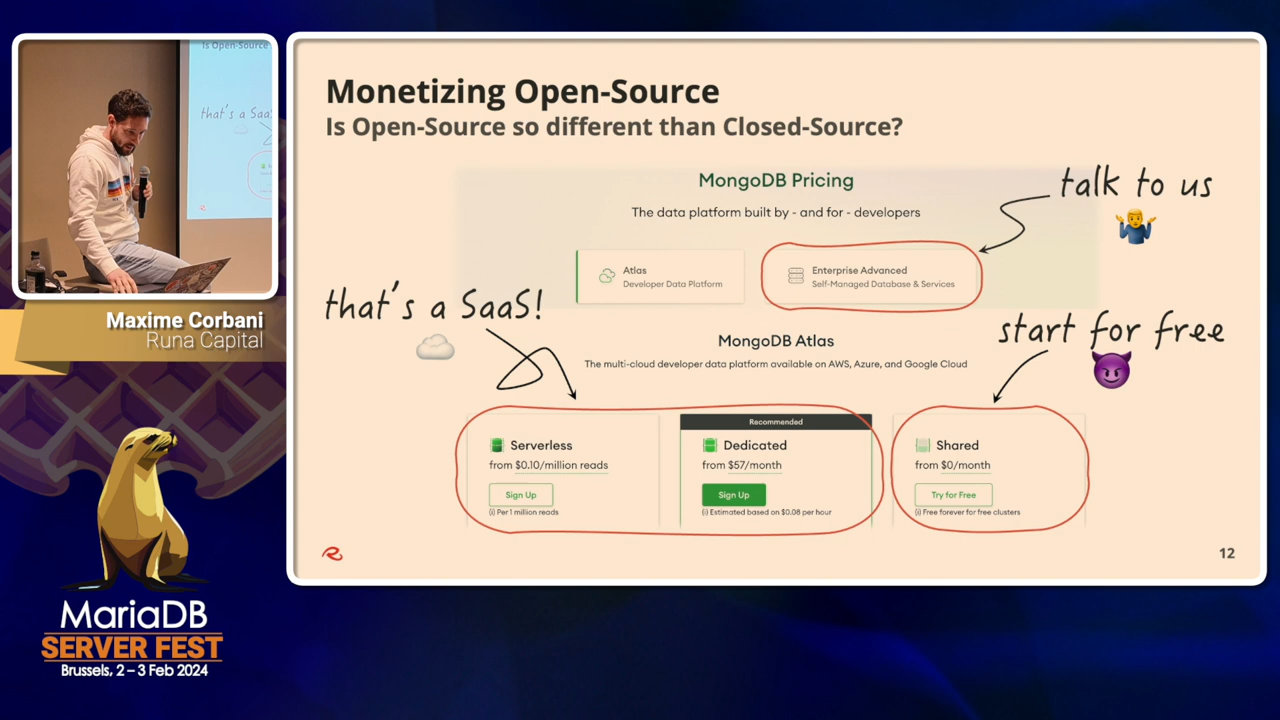 Is Open-Source
that's a SaaS
Maxime Corbani
Runa Capital
MariaDB
SERVER FEST
Brussels, 2 – 3 Feb 2024
Monetizing Open-Source
Is Open-Source so different than Closed-Source?
MongoDB Pricing
The data platform built by - and for - developers
talk to us
Atlas
Developer Data Platform
Enterprise Advanced
Self-Managed Database & Services
that's a SaaS!
start for free
MongoDB Atlas
The multi-cloud developer data platform available on AWS, Azure, and Google Cloud
Serverless
from $0.10/million reads
Sign Up
(i) Per 1 million reads
Recommended
Dedicated
from $57/month
Sign Up
(i) Estimated based on $0.08 per hour
Shared
from $0/month
Try for Free
(i) Free forever for free clusters
12